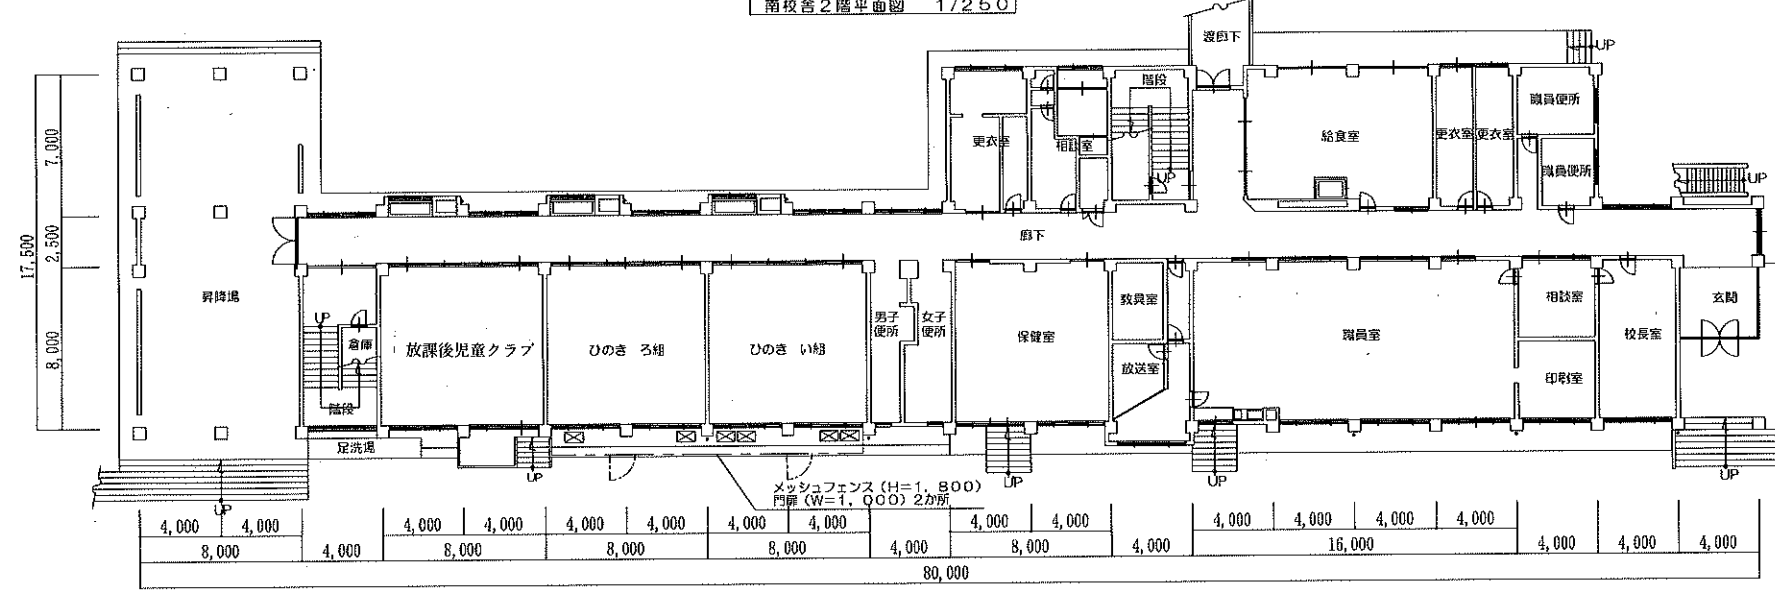 南校舎2階平面図 1/250
渡廊下
UP
階段
職員便所
給食室
更衣室
更衣室
更衣室
相談室
UP
職員便所
UP
7,000
2,500
17,500
8,000
廊下
昇降場
UP
倉庫
階段
放課後児童クラブ
ひのき ろ組
ひのき い組
男子
便所
女子
便所
保健室
教具室
放送室
職員室
相談室
印刷室
校長室
玄関
足洗場
UP
UP
UP
UP
UP
メッシュフェンス (H=1,800)
門扉 (W=1,000) 2か所
4,000 4,000 4,000 4,000 4,000 4,000 4,000 4,000 4,000 4,000 4,000 4,000 4,000 4,000
8,000 4,000 8,000 8,000 8,000 4,000 8,000 4,000 16,000 4,000 4,000 4,000
80,000